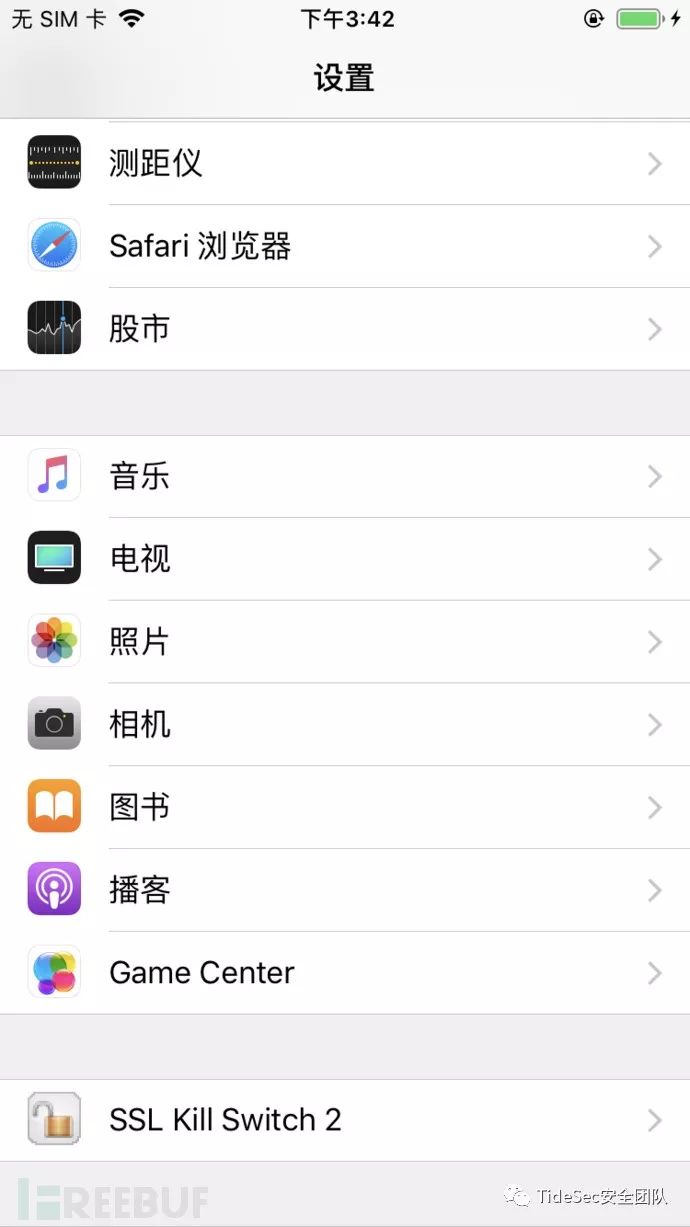 无 SIM 卡 下午3:42
设置
测距仪
Safari 浏览器
股市
音乐
电视
照片
相机
图书
播客
Game Center
SSL Kill Switch 2
FREEBUF TideSec安全团队